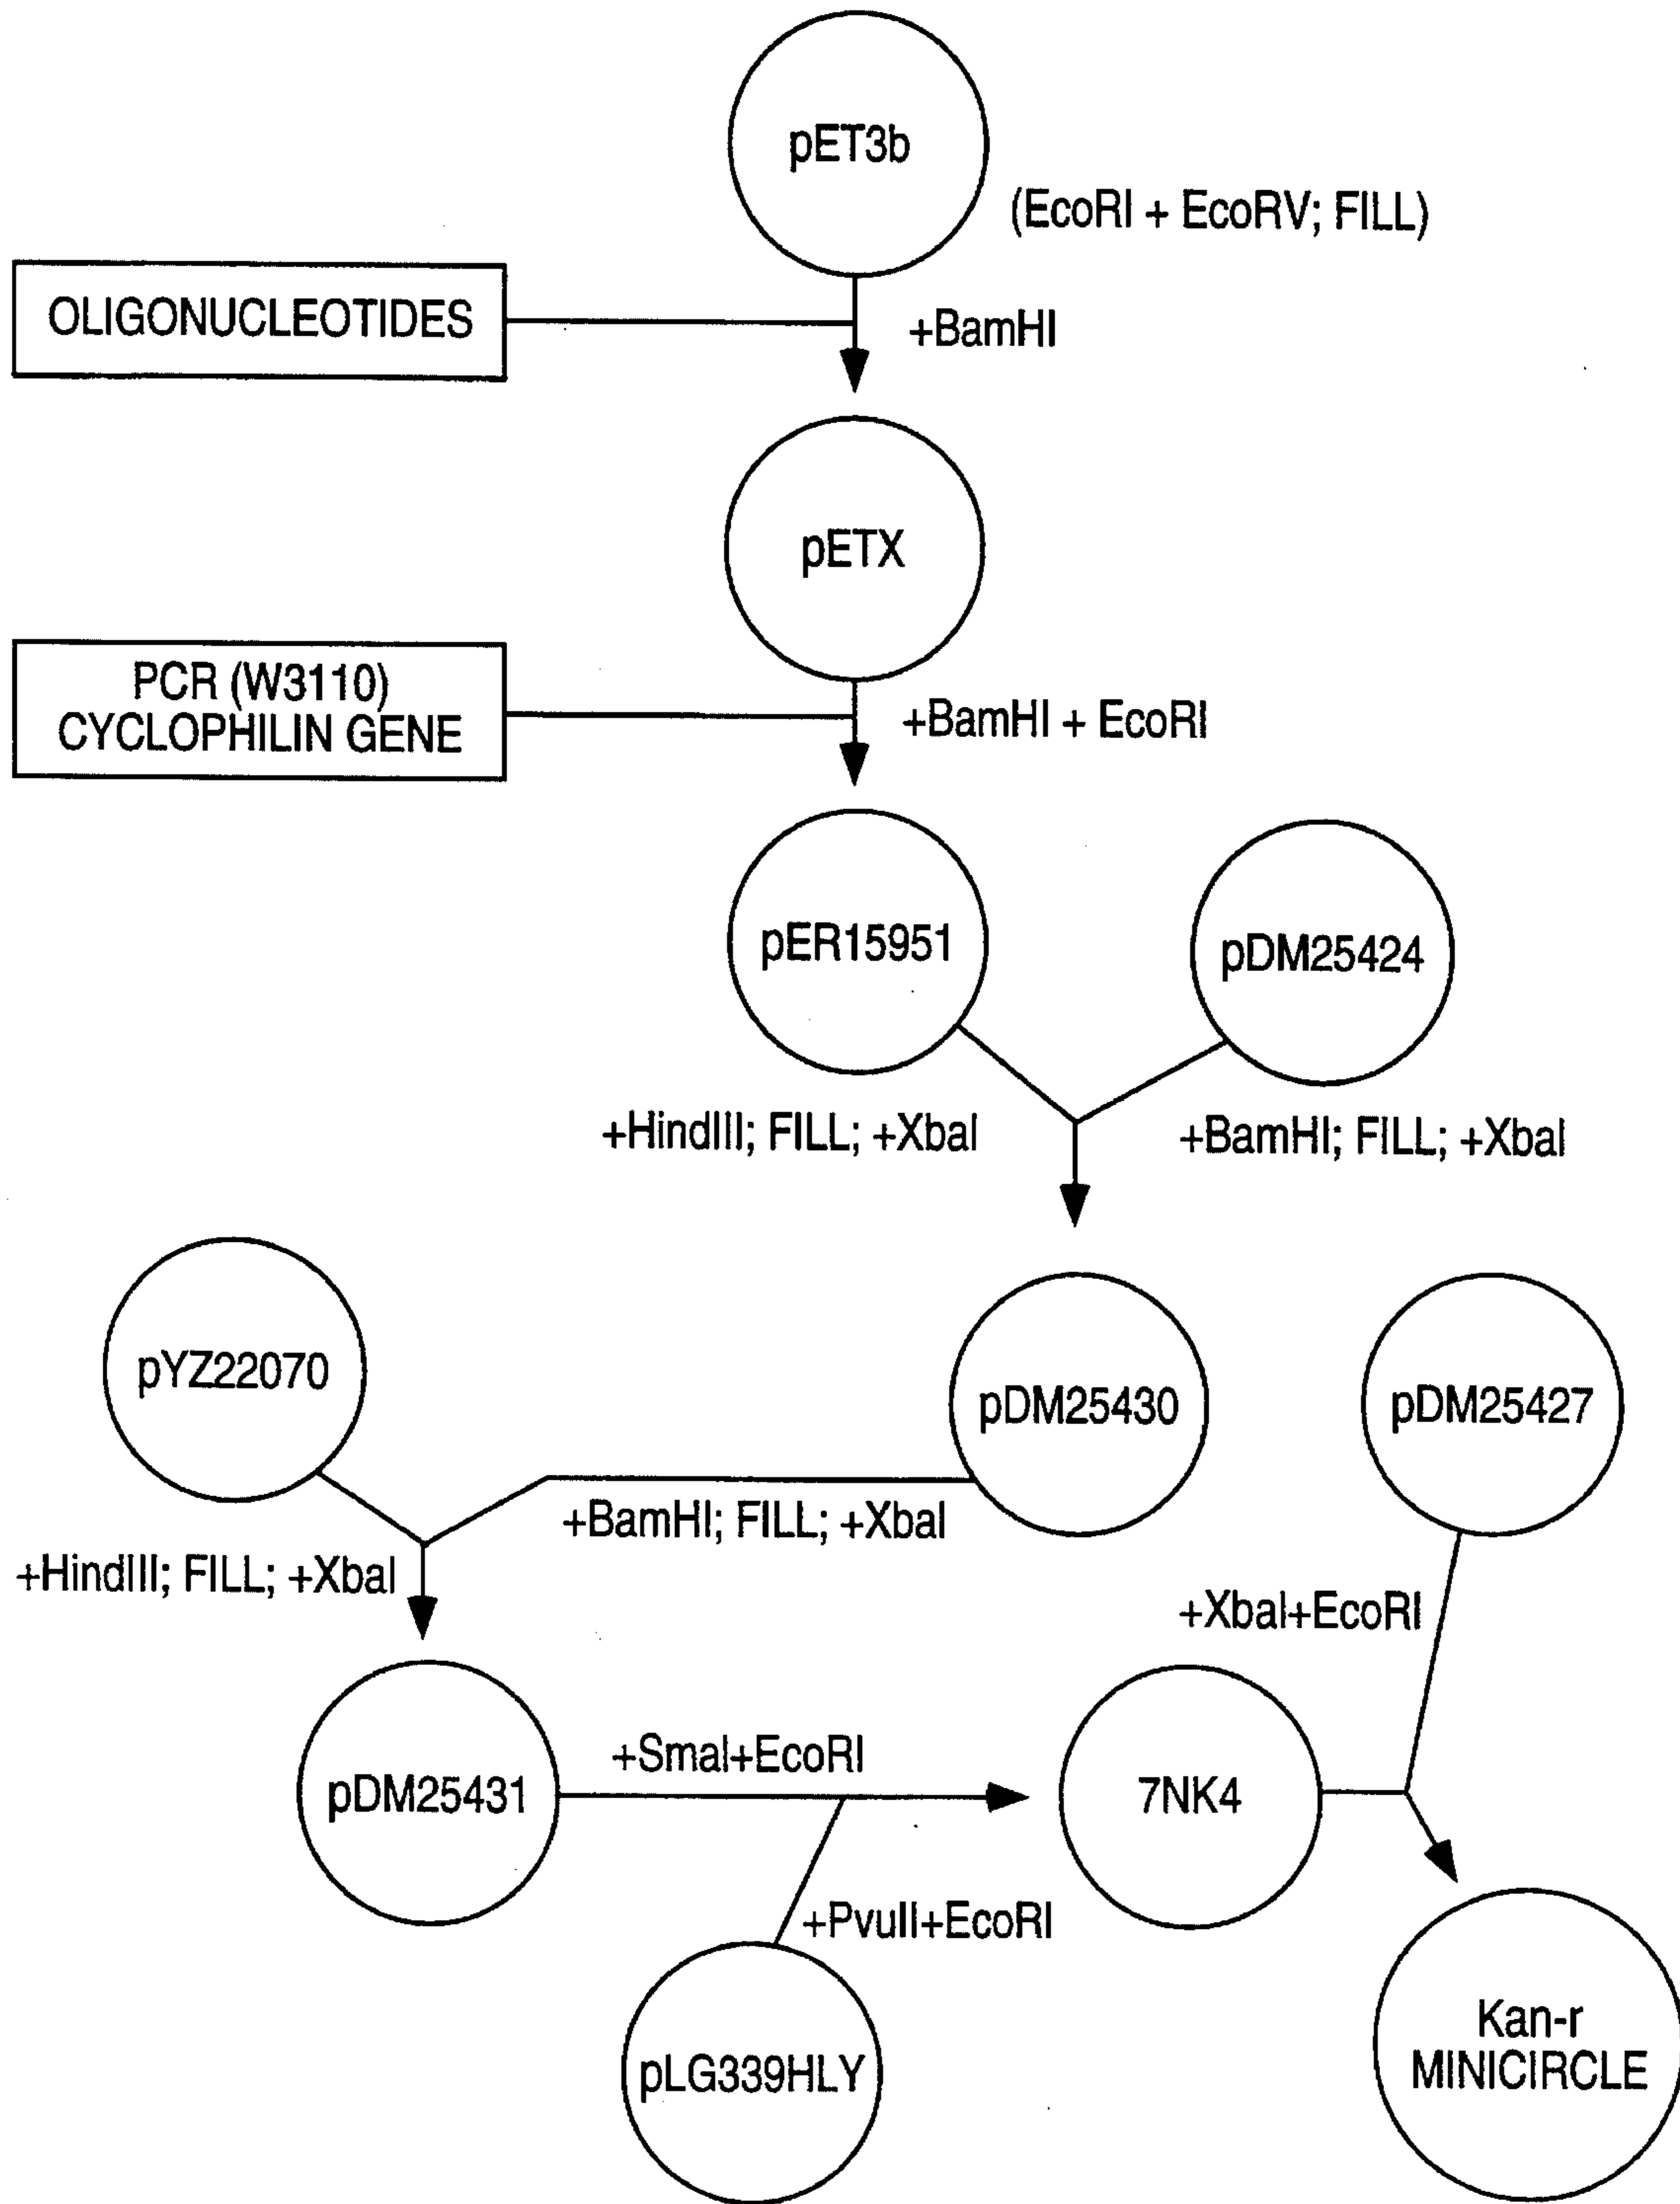 pET3b
(EcoRI + EcoRV; FILL)
OLIGONUCLEOTIDES
+BamHI
pETX
PCR (W3110)
CYCLOPHILIN GENE
+BamHI + EcoRI
pER15951
pDM25424
+HindIII; FILL; +XbaI
+BamHI; FILL; +XbaI
pYZ22070
pDM25430
pDM25427
+BamHI; FILL; +XbaI
+HindIII; FILL; +XbaI
+XbaI+EcoRI
pDM25431
+SmaI+EcoRI
7NK4
+PvuII+EcoRI
pLG339HLY
Kan-r
MINICIRCLE